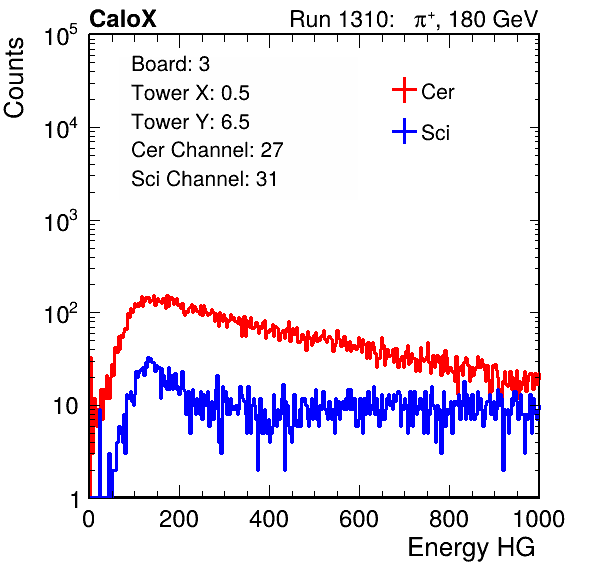 CaloX Run 1310: π⁺, 180 GeV
Counts
10⁵
10⁴
10³
10²
10
1
Board: 3
Tower X: 0.5
Tower Y: 6.5
Cer Channel: 27
Sci Channel: 31
Cer
Sci
0 200 400 600 800 1000
Energy HG